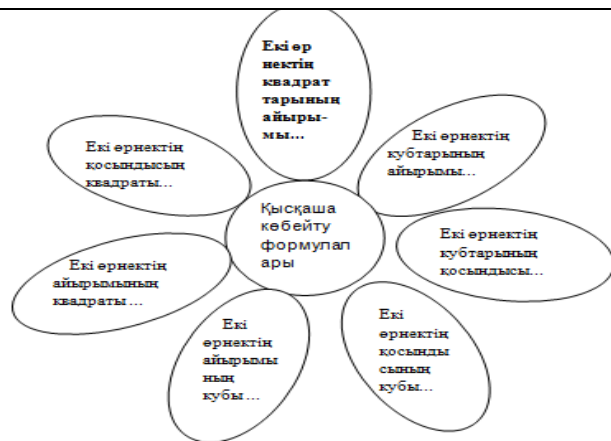 Екі өр
нектің
квадрат
тарының
айыры-
мы...
Екі өрнектің
кубтарының
айырымы...
Екі өрнектің
кубтарының
қосындысы...
Екі
өрнектің
қосынды
сының
кубы...
Екі
өрнектің
айырымы
ның
кубы ...
Екі өрнектің
айырымының
квадраты ...
Екі өрнектің
қосындысың
квадраты...
Қысқаша
көбейту
формулал
ары